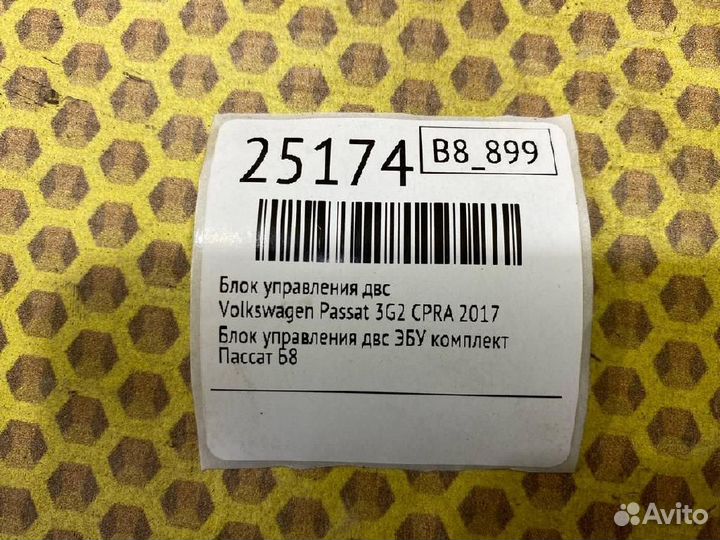 25174
B8_899
Блок управления двс
Volkswagen Passat 3G2 CPRA 2017
Блок управления двс ЭБУ комплект
Пассат Б8
Avito